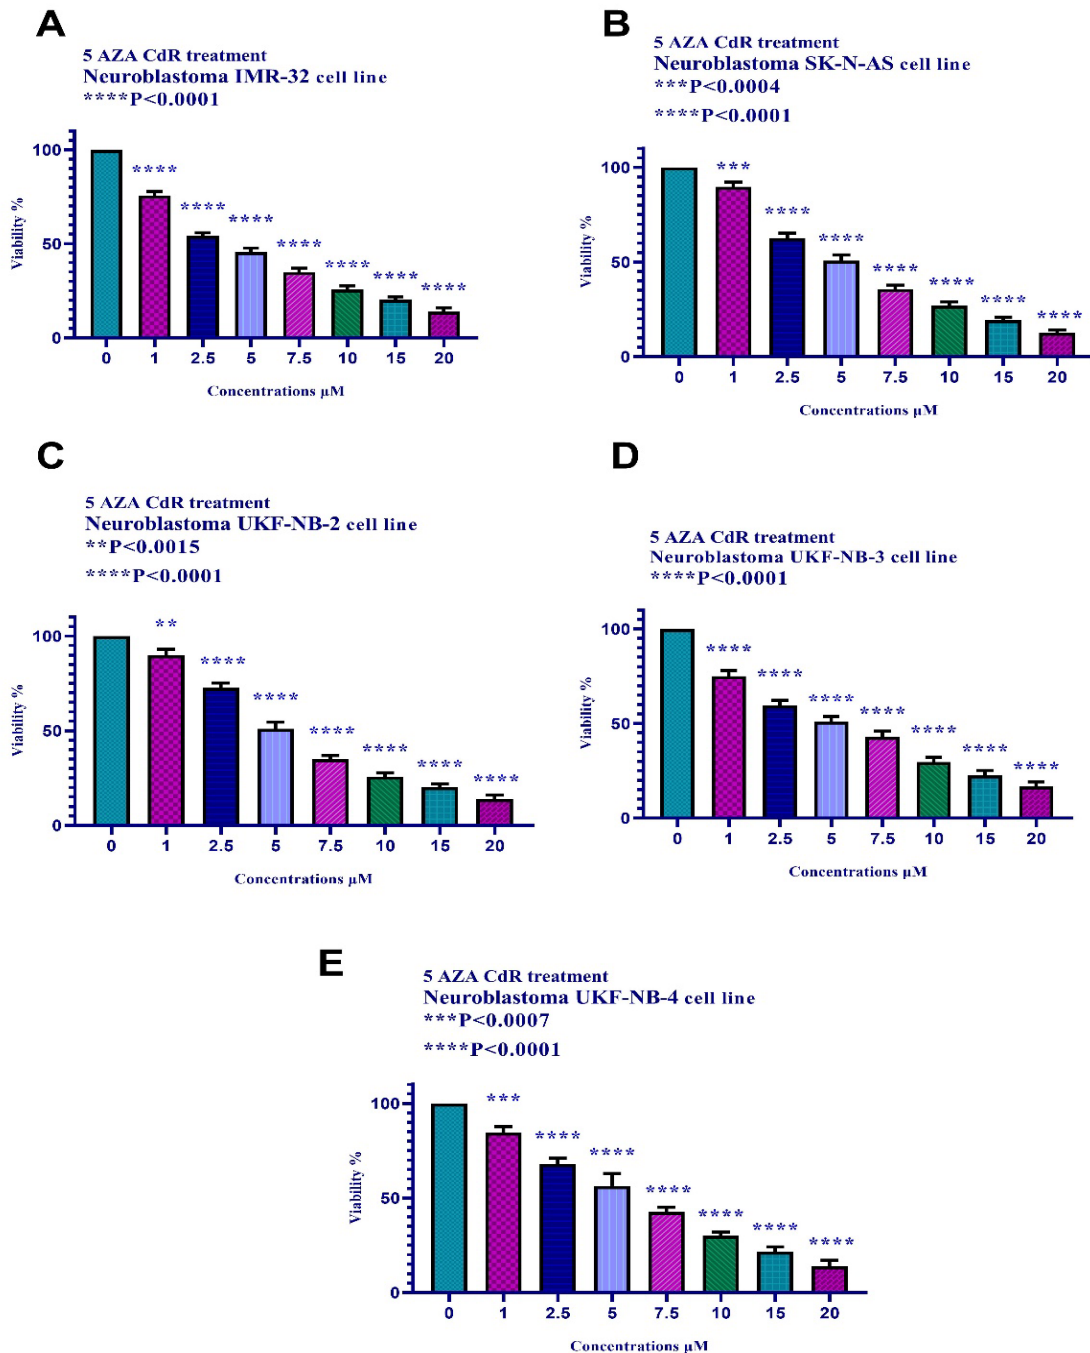 A
5 AZA CdR treatment
Neuroblastoma IMR-32 cell line
****P<0.0001
Viability %
100
50
0
**** **** **** **** **** **** ****
0 1 2.5 5 7.5 10 15 20
Concentrations µM
B
5 AZA CdR treatment
Neuroblastoma SK-N-AS cell line
***P<0.0004
****P<0.0001
Viability %
100
50
0
*** **** **** **** **** **** ****
0 1 2.5 5 7.5 10 15 20
Concentrations µM
C
5 AZA CdR treatment
Neuroblastoma UKF-NB-2 cell line
**P<0.0015
****P<0.0001
Viability %
100
50
0
** **** **** **** **** **** ****
0 1 2.5 5 7.5 10 15 20
Concentrations µM
D
5 AZA CdR treatment
Neuroblastoma UKF-NB-3 cell line
****P<0.0001
Viability %
100
50
0
**** **** **** **** **** **** ****
0 1 2.5 5 7.5 10 15 20
Concentrations µM
E
5 AZA CdR treatment
Neuroblastoma UKF-NB-4 cell line
***P<0.0007
****P<0.0001
Viability %
100
50
0
*** **** **** **** **** **** ****
0 1 2.5 5 7.5 10 15 20
Concentrations µM